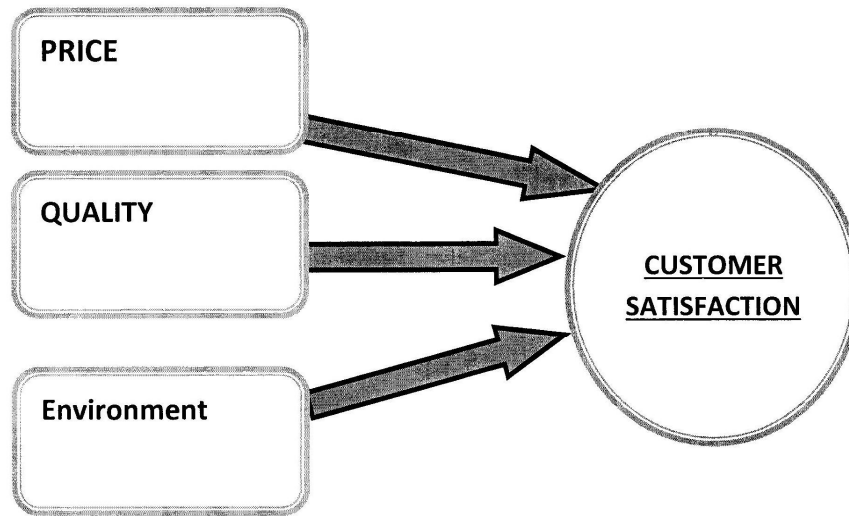 PRICE
QUALITY
Environment
CUSTOMER
SATISFACTION